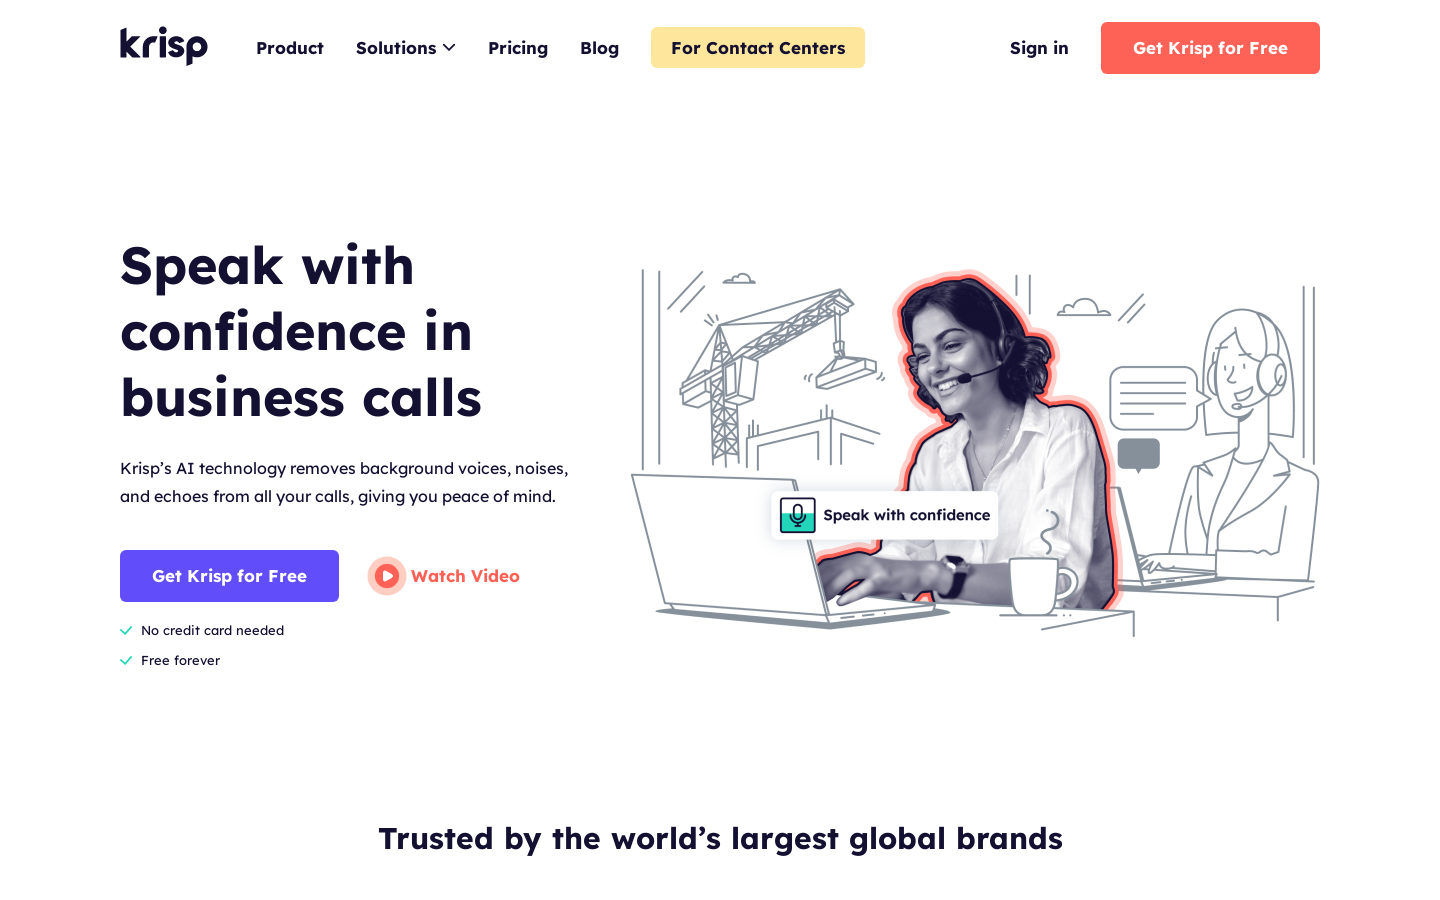 krisp
Product
Solutions
Pricing
Blog
For Contact Centers
Sign in
Get Krisp for Free
Speak with
confidence in
business calls
Krisp’s AI technology removes background voices, noises,
and echoes from all your calls, giving you peace of mind.
Get Krisp for Free
Watch Video
No credit card needed
Free forever
Speak with confidence
Trusted by the world’s largest global brands